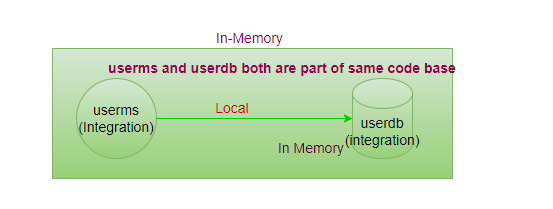 In-Memory
userms and userdb both are part of same code base
userms
(Integration)
Local
userdb
(integration)
In Memory